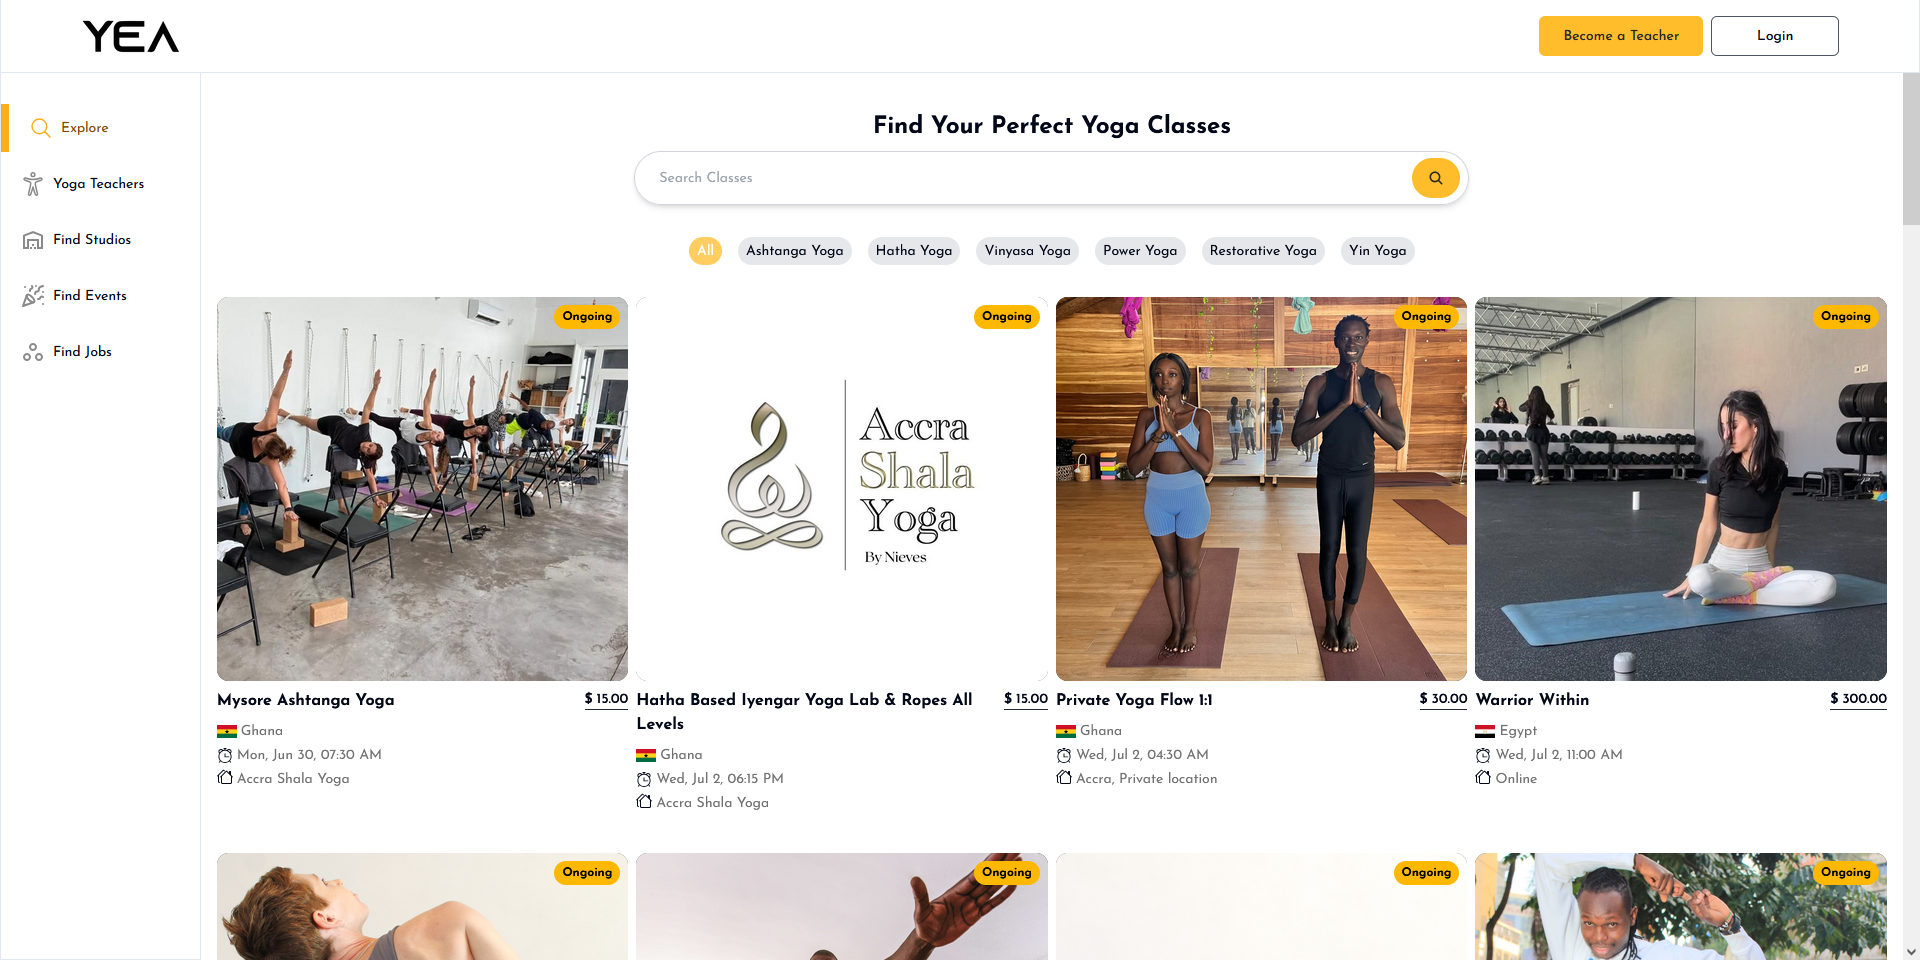 YEA
Become a Teacher
Login
Explore
Yoga Teachers
Find Studios
Find Events
Find Jobs
Find Your Perfect Yoga Classes
Search Classes
All
Ashtanga Yoga
Hatha Yoga
Vinyasa Yoga
Power Yoga
Restorative Yoga
Yin Yoga
Ongoing
Mysore Ashtanga Yoga
$ 15.00
Ghana
Mon, Jun 30, 07:30 AM
Accra Shala Yoga
Ongoing
Accra
Shala
Yoga
By Nieves
Hatha Based Iyengar Yoga Lab & Ropes All
Levels
$ 15.00
Ghana
Wed, Jul 2, 06:15 PM
Accra Shala Yoga
Ongoing
Private Yoga Flow 1:1
$ 30.00
Ghana
Wed, Jul 2, 04:30 AM
Accra, Private location
Ongoing
Warrior Within
$ 300.00
Egypt
Wed, Jul 2, 11:00 AM
Online
Ongoing
Ongoing
Ongoing
Ongoing